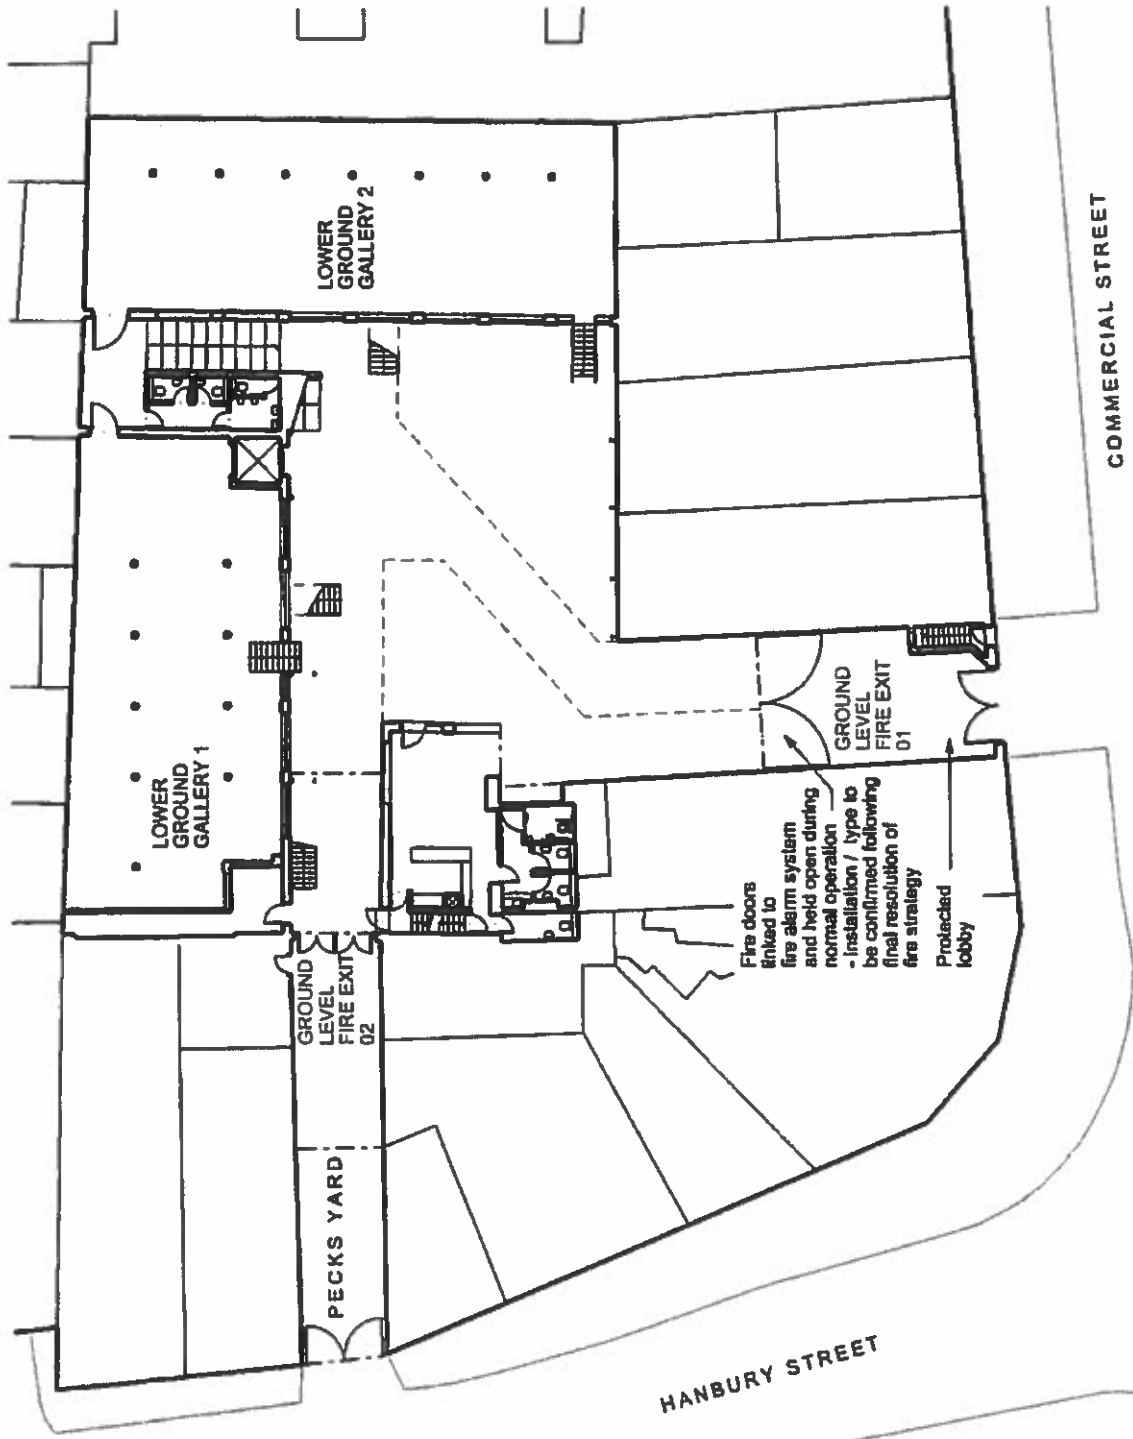 LOWER
GROUND
GALLERY 2
LOWER
GROUND
GALLERY 1
COMMERCIAL STREET
GROUND
LEVEL
FIRE EXIT
01
Fire doors
linked to
fire alarm system
and held open during
normal operation
- installation / type to
be confirmed following
final resolution of
fire strategy
Protected
lobby
GROUND
LEVEL
FIRE EXIT
02
PECKS YARD
HANBURY STREET